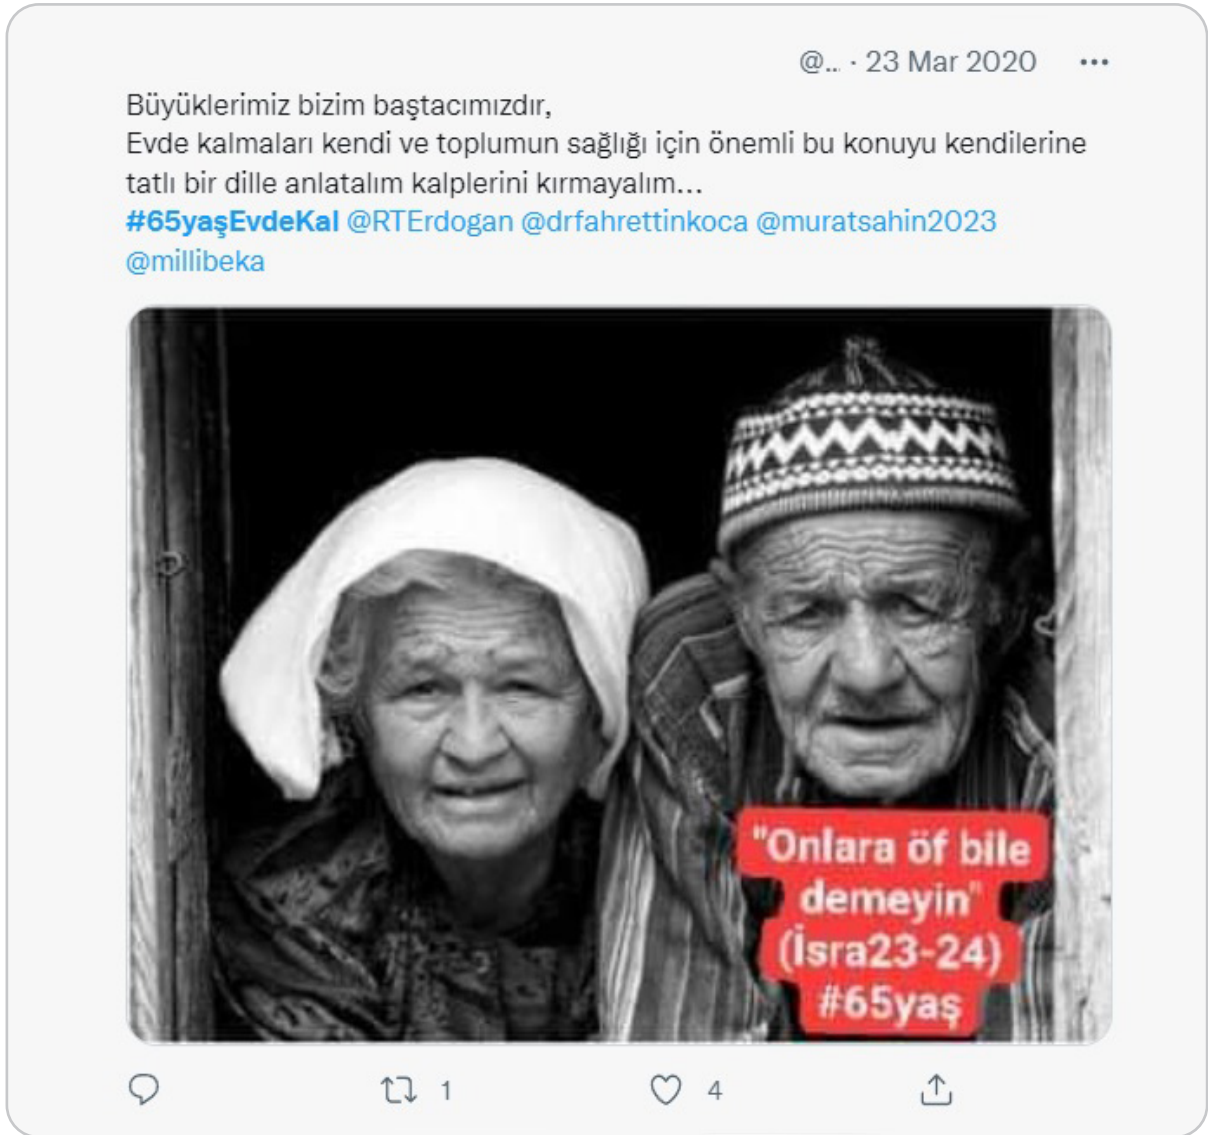 @... · 23 Mar 2020
Büyüklerimiz bizim baştacımızdır,
Evde kalmaları kendi ve toplumun sağlığı için önemli bu konuyu kendilerine
tatlı bir dille anlatalım kalplerini kırmayalım...
#65yaşEvdeKal @RTErdogan @drfahrettinkoca @muratsahin2023
@millibeka
"Onlara öf bile
demeyin"
(İsra23-24)
#65yaş
1
4